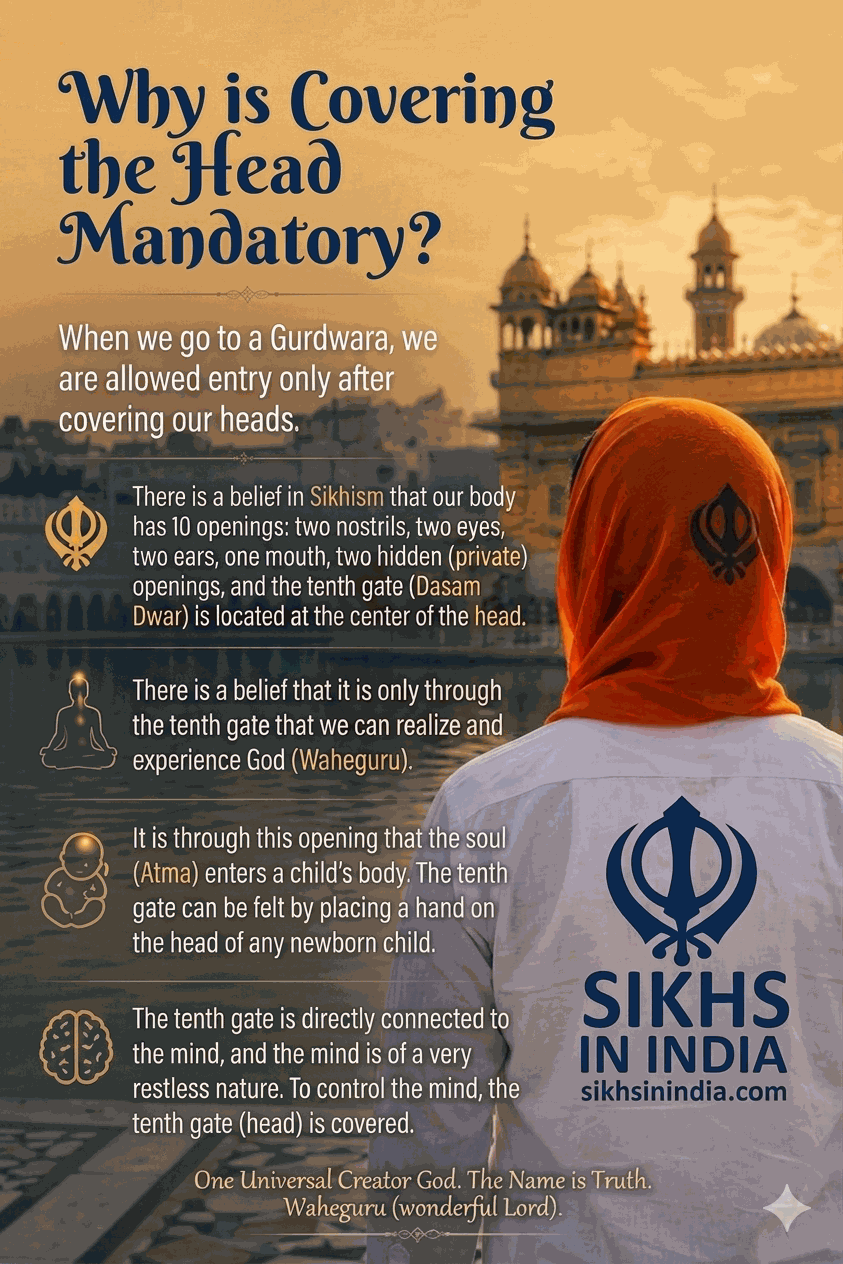 Why is Covering
the Head
Mandatory?
When we go to a Gurdwara, we
are allowed entry only after
covering our heads.
There is a belief in Sikhism that our body
has 10 openings: two nostrils, two eyes,
two ears, one mouth, two hidden (private)
openings, and the tenth gate (Dasam
Dwar) is located at the center of the head.
There is a belief that it is only through
the tenth gate that we can realize and
experience God (Waheguru).
It is through this opening that the soul
(Atma) enters a child's body. The tenth
gate can be felt by placing a hand on
the head of any newborn child.
The tenth gate is directly connected to
the mind, and the mind is of a very
restless nature. To control the mind, the
tenth gate (head) is covered.
SIKHS
IN INDIA
sikhsinindia.com
One Universal Creator God. The Name is Truth.
Waheguru (wonderful Lord).